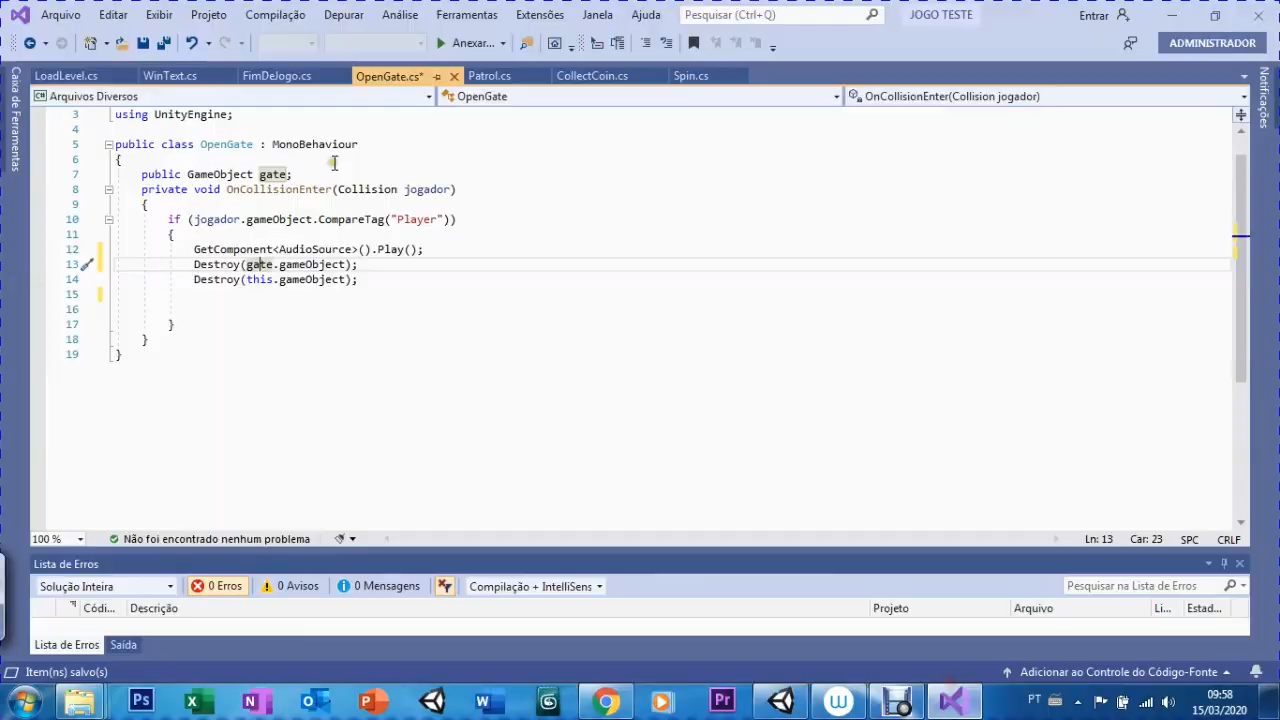 Arquivo Editar Exibir Projeto Compilação Depurar Análise Ferramentas Extensões Janela Ajuda Pesquisar (Ctrl+Q) JOGO TESTE Entrar
Anexar... ADMINISTRADOR
LoadLevel.cs WinText.cs FimDeJogo.cs OpenGate.cs* Patrol.cs CollectCoin.cs Spin.cs
Caixa de Ferramentas
Notificações
Arquivos Diversos OpenGate OnCollisionEnter(Collision jogador)
3 using UnityEngine;
4
5 public class OpenGate : MonoBehaviour
6 {
7 public GameObject gate;
8 private void OnCollisionEnter(Collision jogador)
9 {
10 if (jogador.gameObject.CompareTag("Player"))
11 {
12 GetComponent<AudioSource>().Play();
13 Destroy(gate.gameObject);
14 Destroy(this.gameObject);
15
16
17 }
18 }
19 }
100 % Não foi encontrado nenhum problema Ln: 13 Car: 23 SPC CRLF
Lista de Erros
Solução Inteira 0 Erros 0 Avisos 0 Mensagens Compilação + IntelliSens Pesquisar na Lista de Erros
Códi... Descrição Projeto Arquivo Li... Estad...
Lista de Erros Saída
Item(ns) salvo(s) Adicionar ao Controle do Código-Fonte
Ps Pr PT 09:58
15/03/2020